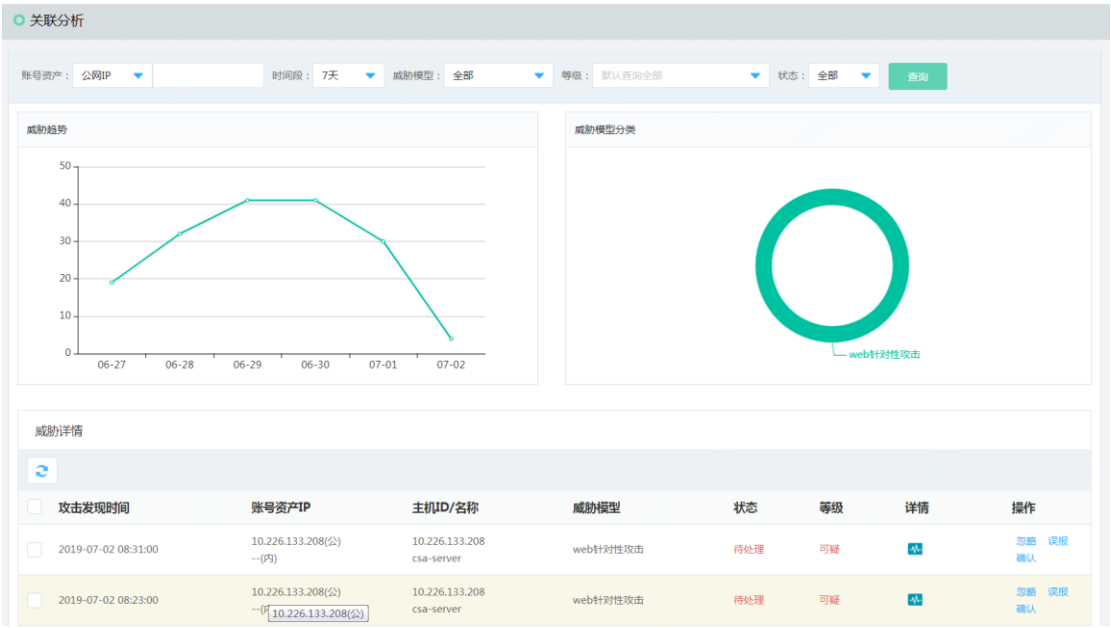 关联分析
账号资产： 公网IP 时间段： 7天 威胁模型： 全部 等级： 默认查询全部 状态： 全部 查询
威胁趋势
50
40
30
20
10
0
06-27 06-28 06-29 06-30 07-01 07-02
威胁模型分类
web针对性攻击
威胁详情
攻击发现时间 账号资产IP 主机ID/名称 威胁模型 状态 等级 详情 操作
10.226.133.208(公) 10.226.133.208 忽略 误报
2019-07-02 08:31:00 web针对性攻击 待处理 可疑
--(内) csa-server 确认
10.226.133.208(公) 10.226.133.208 忽略 误报
2019-07-02 08:23:00 web针对性攻击 待处理 可疑
--(内 csa-server 确认
10.226.133.208(公)